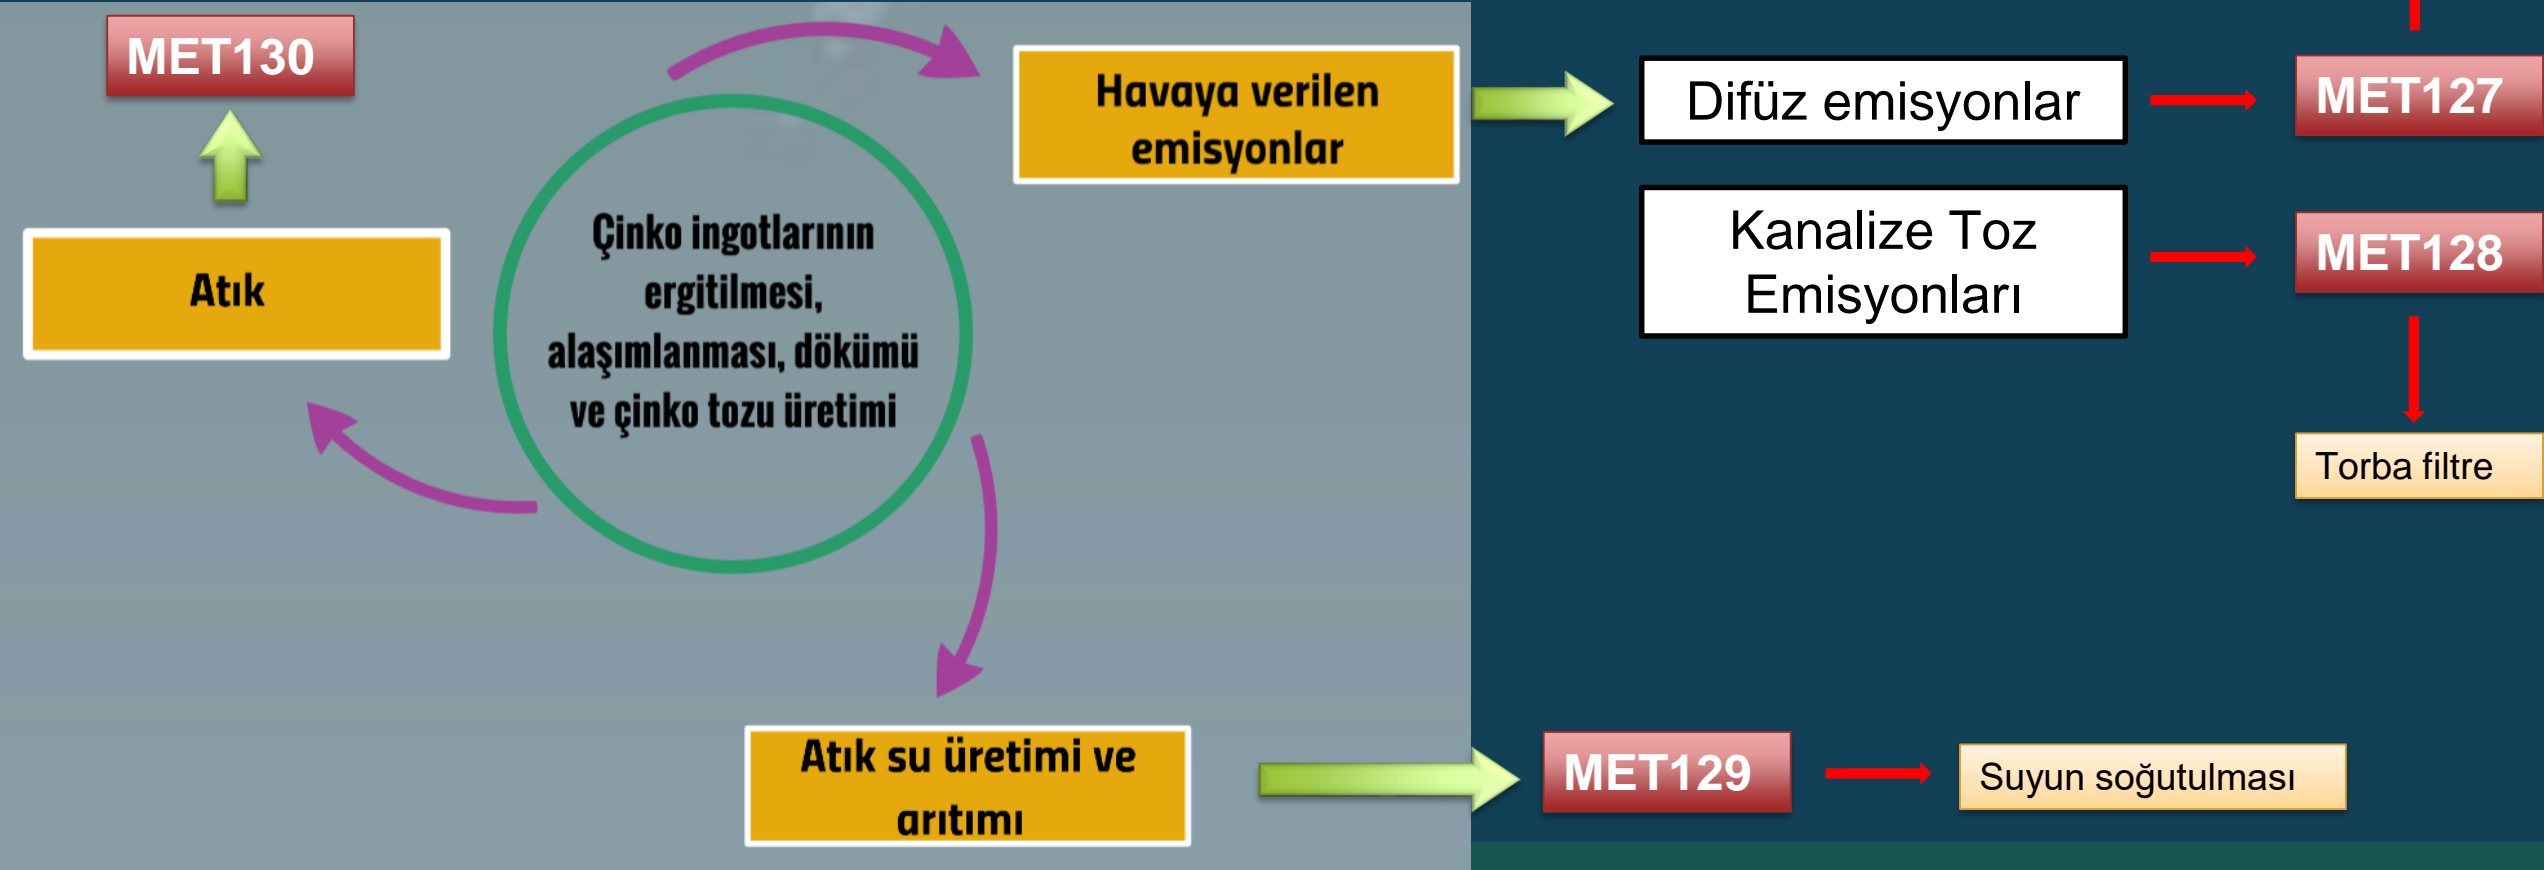 MET130
Havaya verilen
emisyonlar
Difüz emisyonlar
MET127
Kanalize Toz
Emisyonları
MET128
Atık
Çinko ingotlarının
ergitilmesi,
alaşımlanması, dökümü
ve çinko tozu üretimi
Torba filtre
Atık su üretimi ve
arıtımı
MET129
Suyun soğutulması